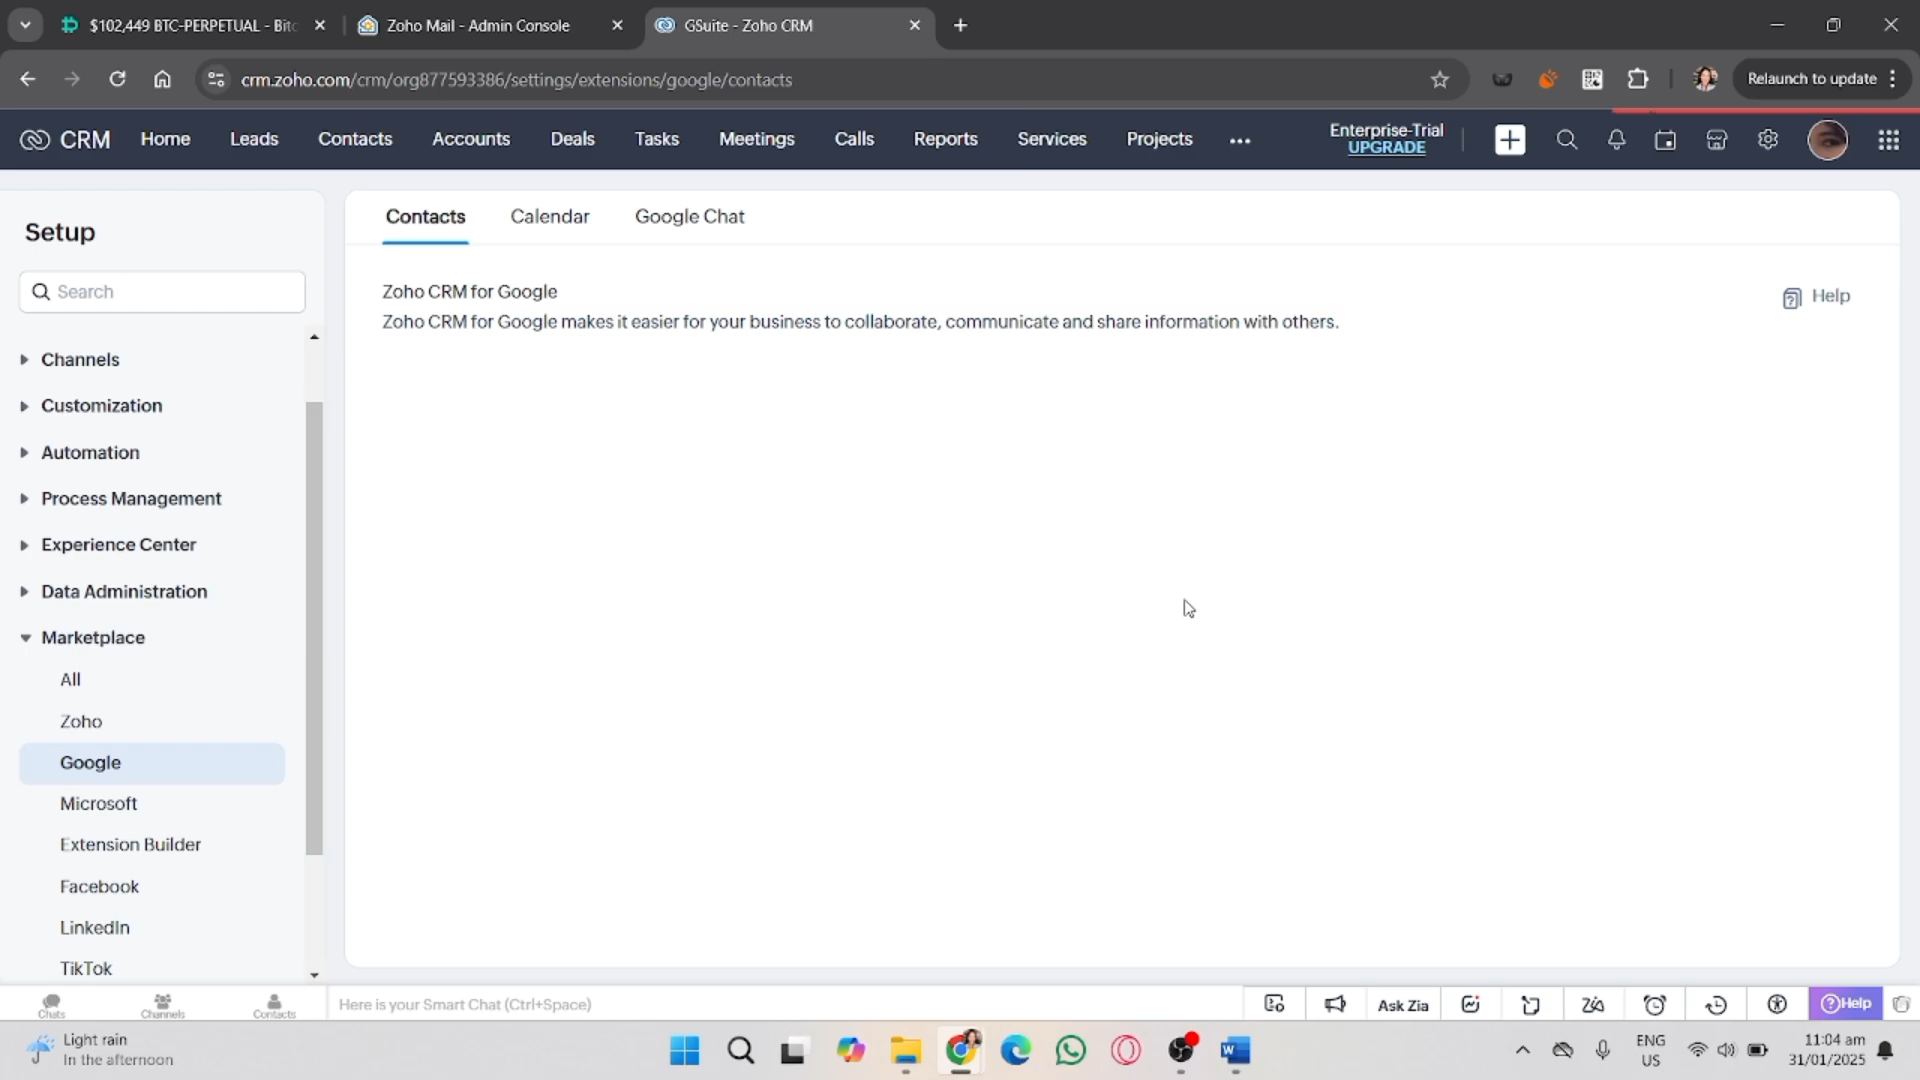 $102,449 BTC-PERPETUAL - Bitc
Zoho Mail - Admin Console
GSuite - Zoho CRM
crm.zoho.com/crm/org877593386/settings/extensions/google/contacts
Relaunch to update
CRM
Home
Leads
Contacts
Accounts
Deals
Tasks
Meetings
Calls
Reports
Services
Projects
Enterprise-Trial
UPGRADE
Setup
Search
Channels
Customization
Automation
Process Management
Experience Center
Data Administration
Marketplace
All
Zoho
Google
Microsoft
Extension Builder
Facebook
LinkedIn
TikTok
Contacts
Calendar
Google Chat
Zoho CRM for Google
Zoho CRM for Google makes it easier for your business to collaborate, communicate and share information with others.
Help
Chats
Channels
Contacts
Here is your Smart Chat (Ctrl+Space)
Ask Zia
Help
Light rain
In the afternoon
ENG
US
11:04 am
31/01/2025